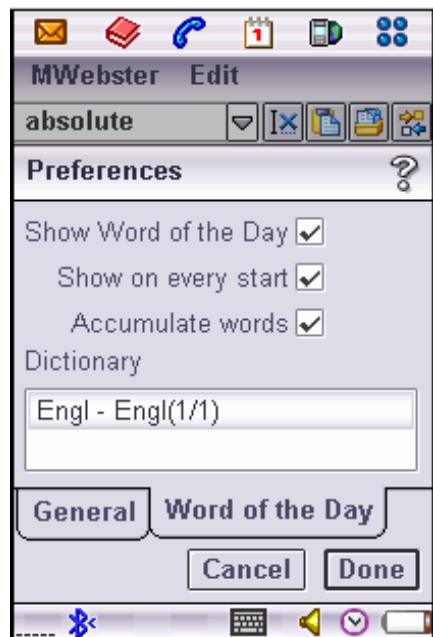 1
MWebster Edit
absolute
Preferences
Show Word of the Day
Show on every start
Accumulate words
Dictionary
Engl - Engl(1/1)
General Word of the Day
Cancel Done